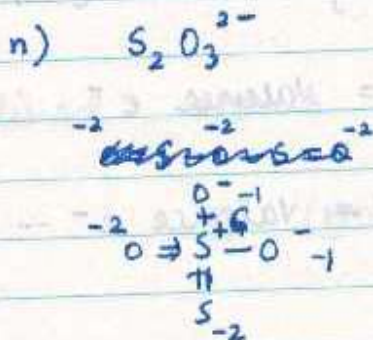 n) S₂O₃²⁻
-2 -2 -2
O⁻ -1
+6
-2 O ⇒ S — O⁻ -1
S -2